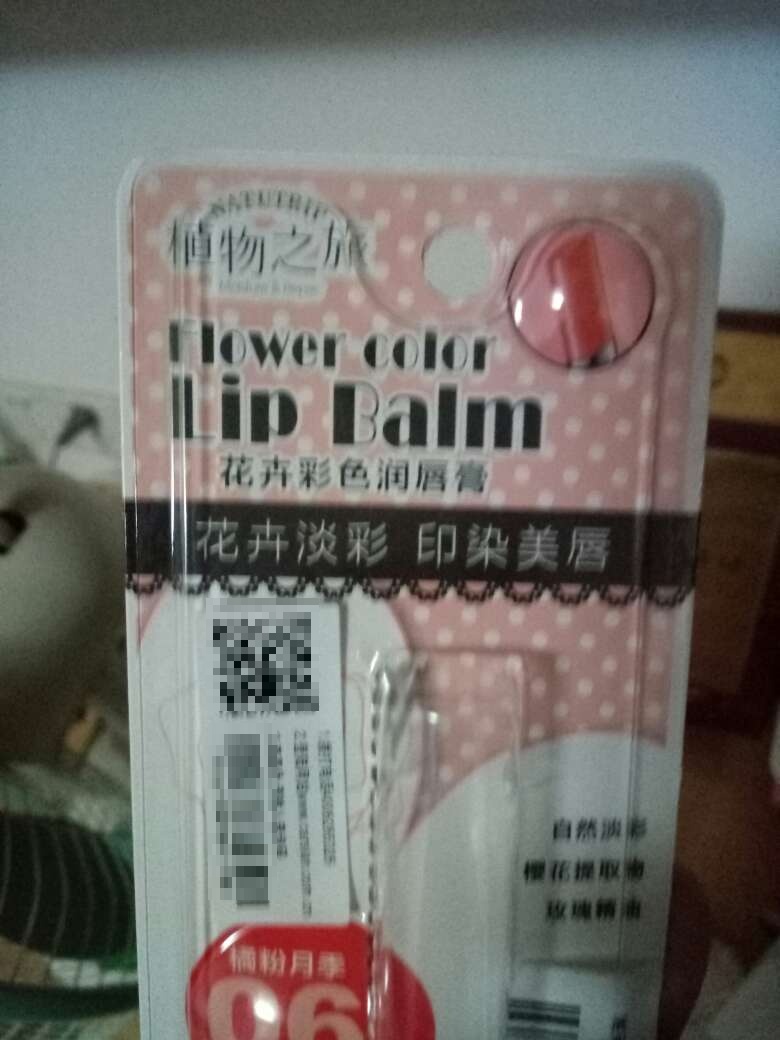 NATUTRIP
植物之旅
Flower color
Lip Balm
花卉彩色润唇膏
花卉淡彩 印染美唇
自然淡彩
樱花提取油
玫瑰精油
橘粉月季
06